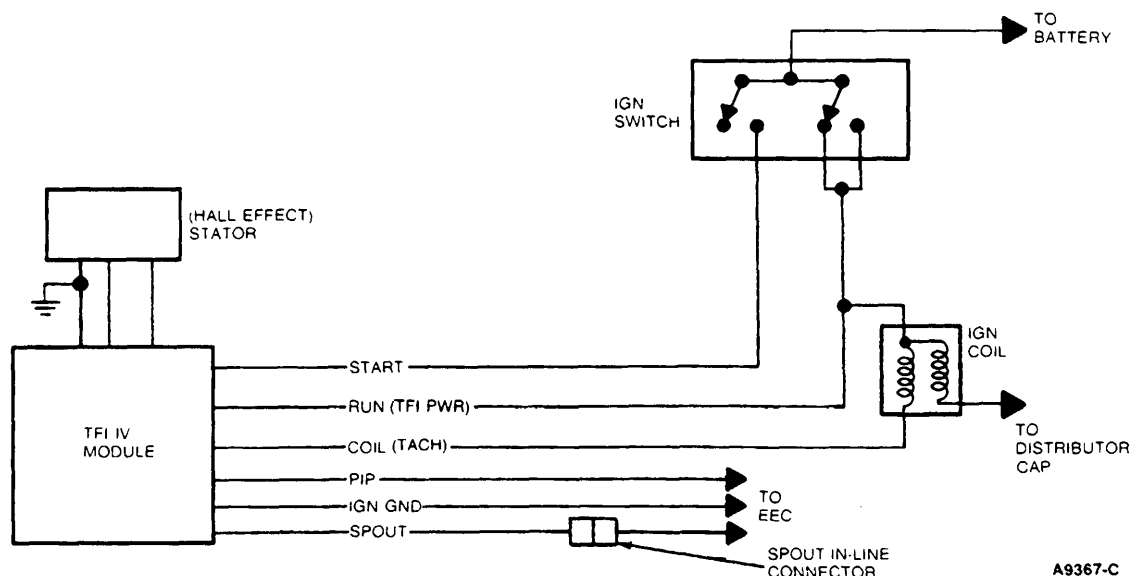 TO
BATTERY
IGN
SWITCH
(HALL EFFECT)
STATOR
IGN
COIL
START
RUN (TFI PWR)
TFI IV
MODULE
COIL (TACH)
TO
DISTRIBUTOR
CAP
PIP
IGN GND
TO
EEC
SPOUT
SPOUT IN-LINE
CONNECTOR
A9367-C